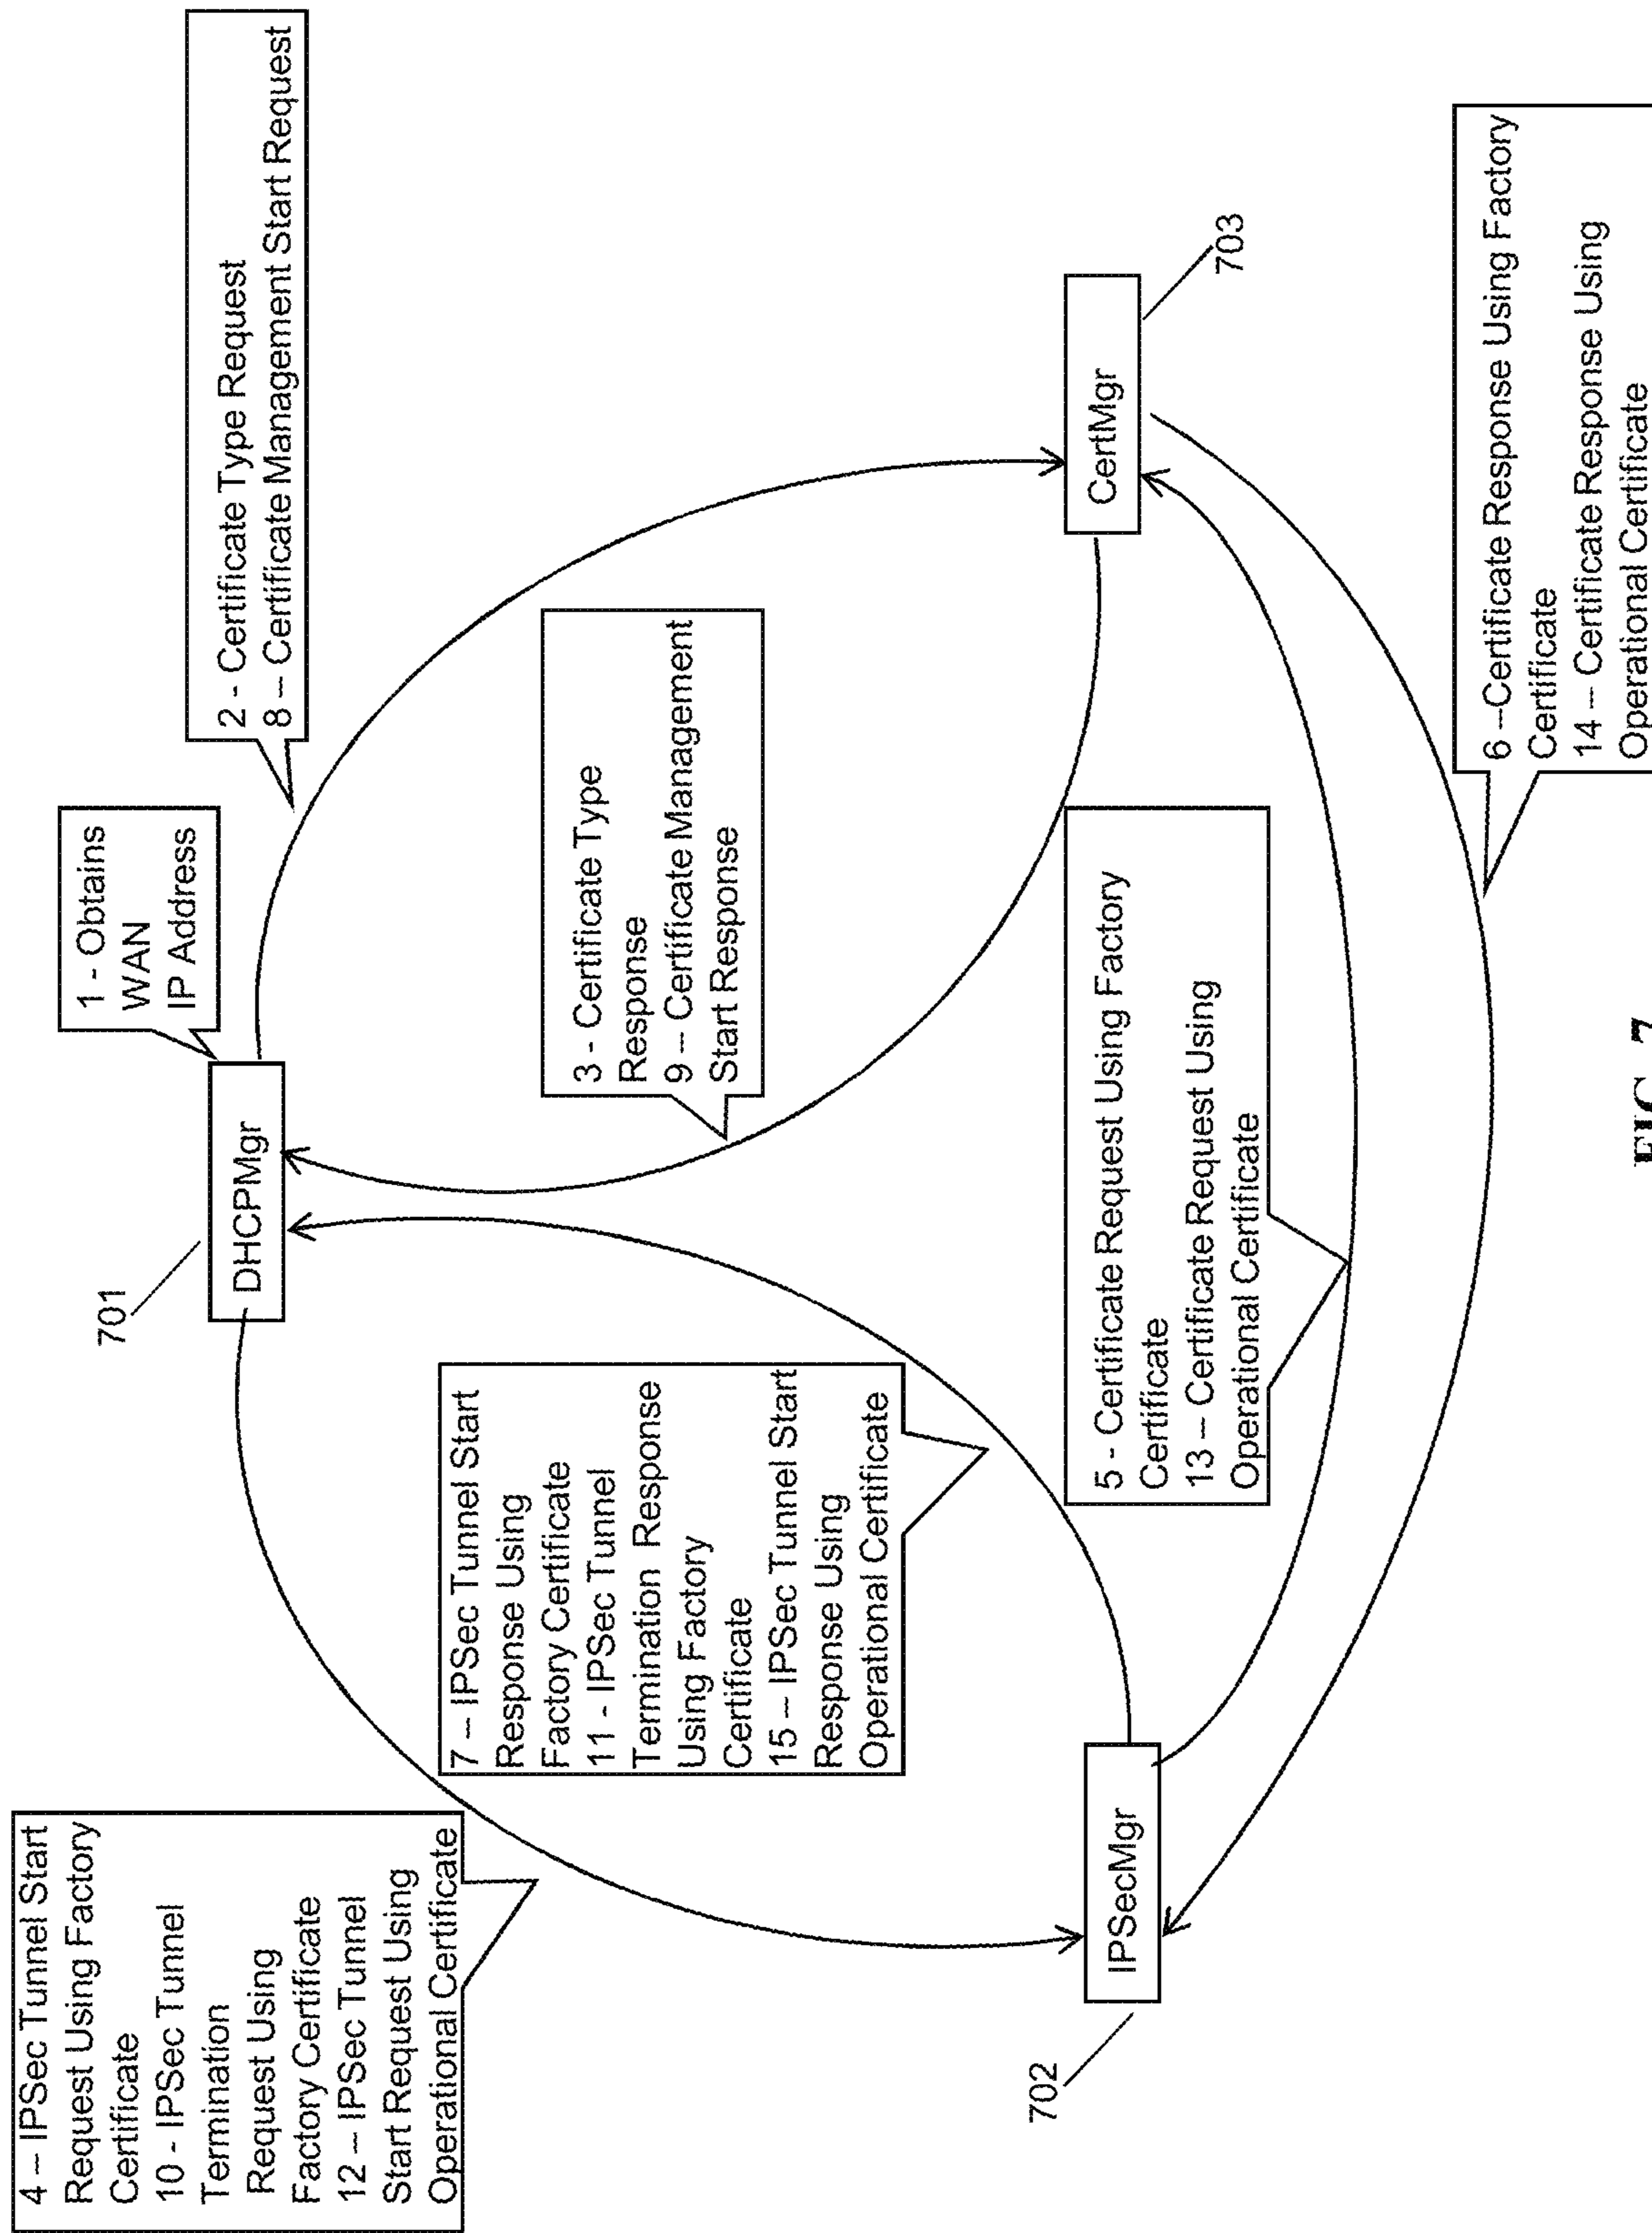 4 – IPSec Tunnel Start
Request Using Factory
Certificate
10 - IPSec Tunnel
Termination
Request Using
Factory Certificate
12 – IPSec Tunnel
Start Request Using
Operational Certificate
701
DHCPMgr
1 - Obtains
WAN
IP Address
2 - Certificate Type Request
8 – Certificate Management Start Request
7 – IPSec Tunnel Start
Response Using
Factory Certificate
11 - IPSec Tunnel
Termination Response
Using Factory
Certificate
15 – IPSec Tunnel Start
Response Using
Operational Certificate
3 - Certificate Type
Response
9 – Certificate Management
Start Response
702
IPSecMgr
5 - Certificate Request Using Factory
Certificate
13 – Certificate Request Using
Operational Certificate
CertMgr
703
6 –Certificate Response Using Factory
Certificate
14 – Certificate Response Using
Operational Certificate
FIG. 7